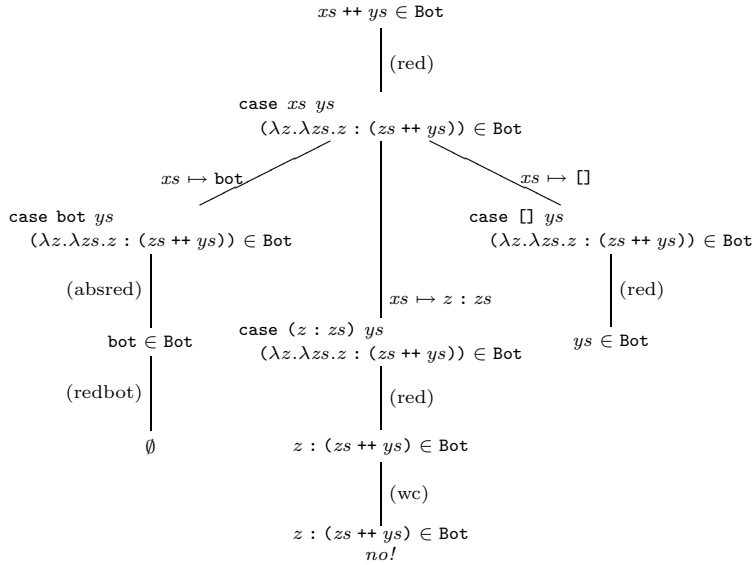 xs ++ ys ∈ Bot
(red)
case xs ys
(λz.λzs.z : (zs ++ ys)) ∈ Bot
xs ↦ bot
xs ↦ []
case bot ys
(λz.λzs.z : (zs ++ ys)) ∈ Bot
case [] ys
(λz.λzs.z : (zs ++ ys)) ∈ Bot
(absred)
(red)
xs ↦ z : zs
case (z : zs) ys
(λz.λzs.z : (zs ++ ys)) ∈ Bot
bot ∈ Bot
ys ∈ Bot
(redbot)
(red)
∅
z : (zs ++ ys) ∈ Bot
(wc)
z : (zs ++ ys) ∈ Bot
no!